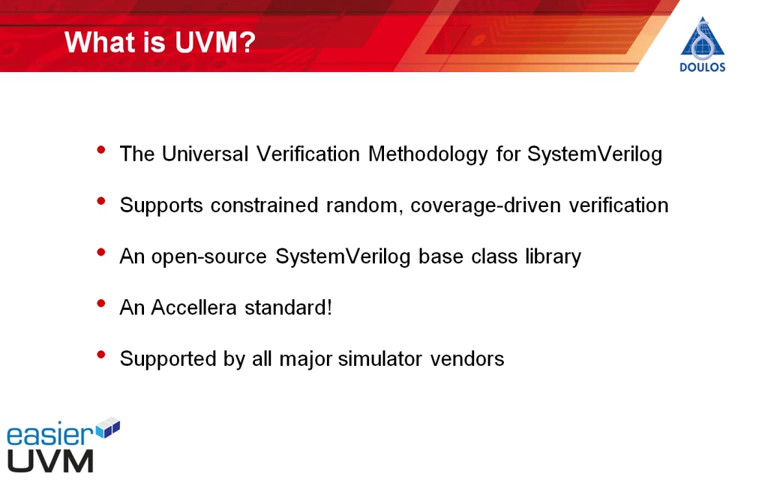 What is UVM?
DOULOS
• The Universal Verification Methodology for SystemVerilog
• Supports constrained random, coverage-driven verification
• An open-source SystemVerilog base class library
• An Accellera standard!
• Supported by all major simulator vendors
easier
UVM